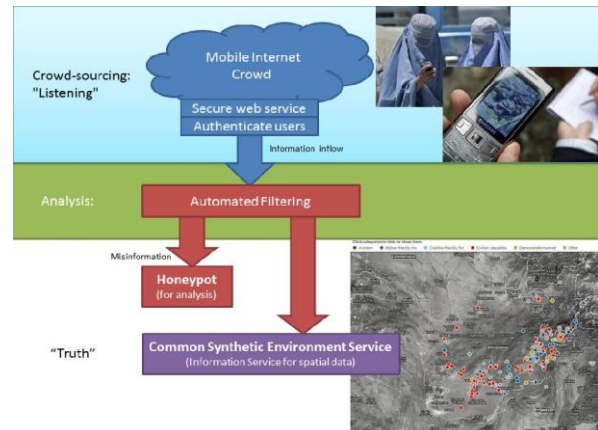 Mobile Internet
Crowd
Crowd-sourcing:
"Listening"
Secure web service
Authenticate users
Information inflow
Analysis:
Automated Filtering
Misinformation
Honeypot
(for analysis)
"Truth"
Common Synthetic Environment Service
(Information Service for spatial data)